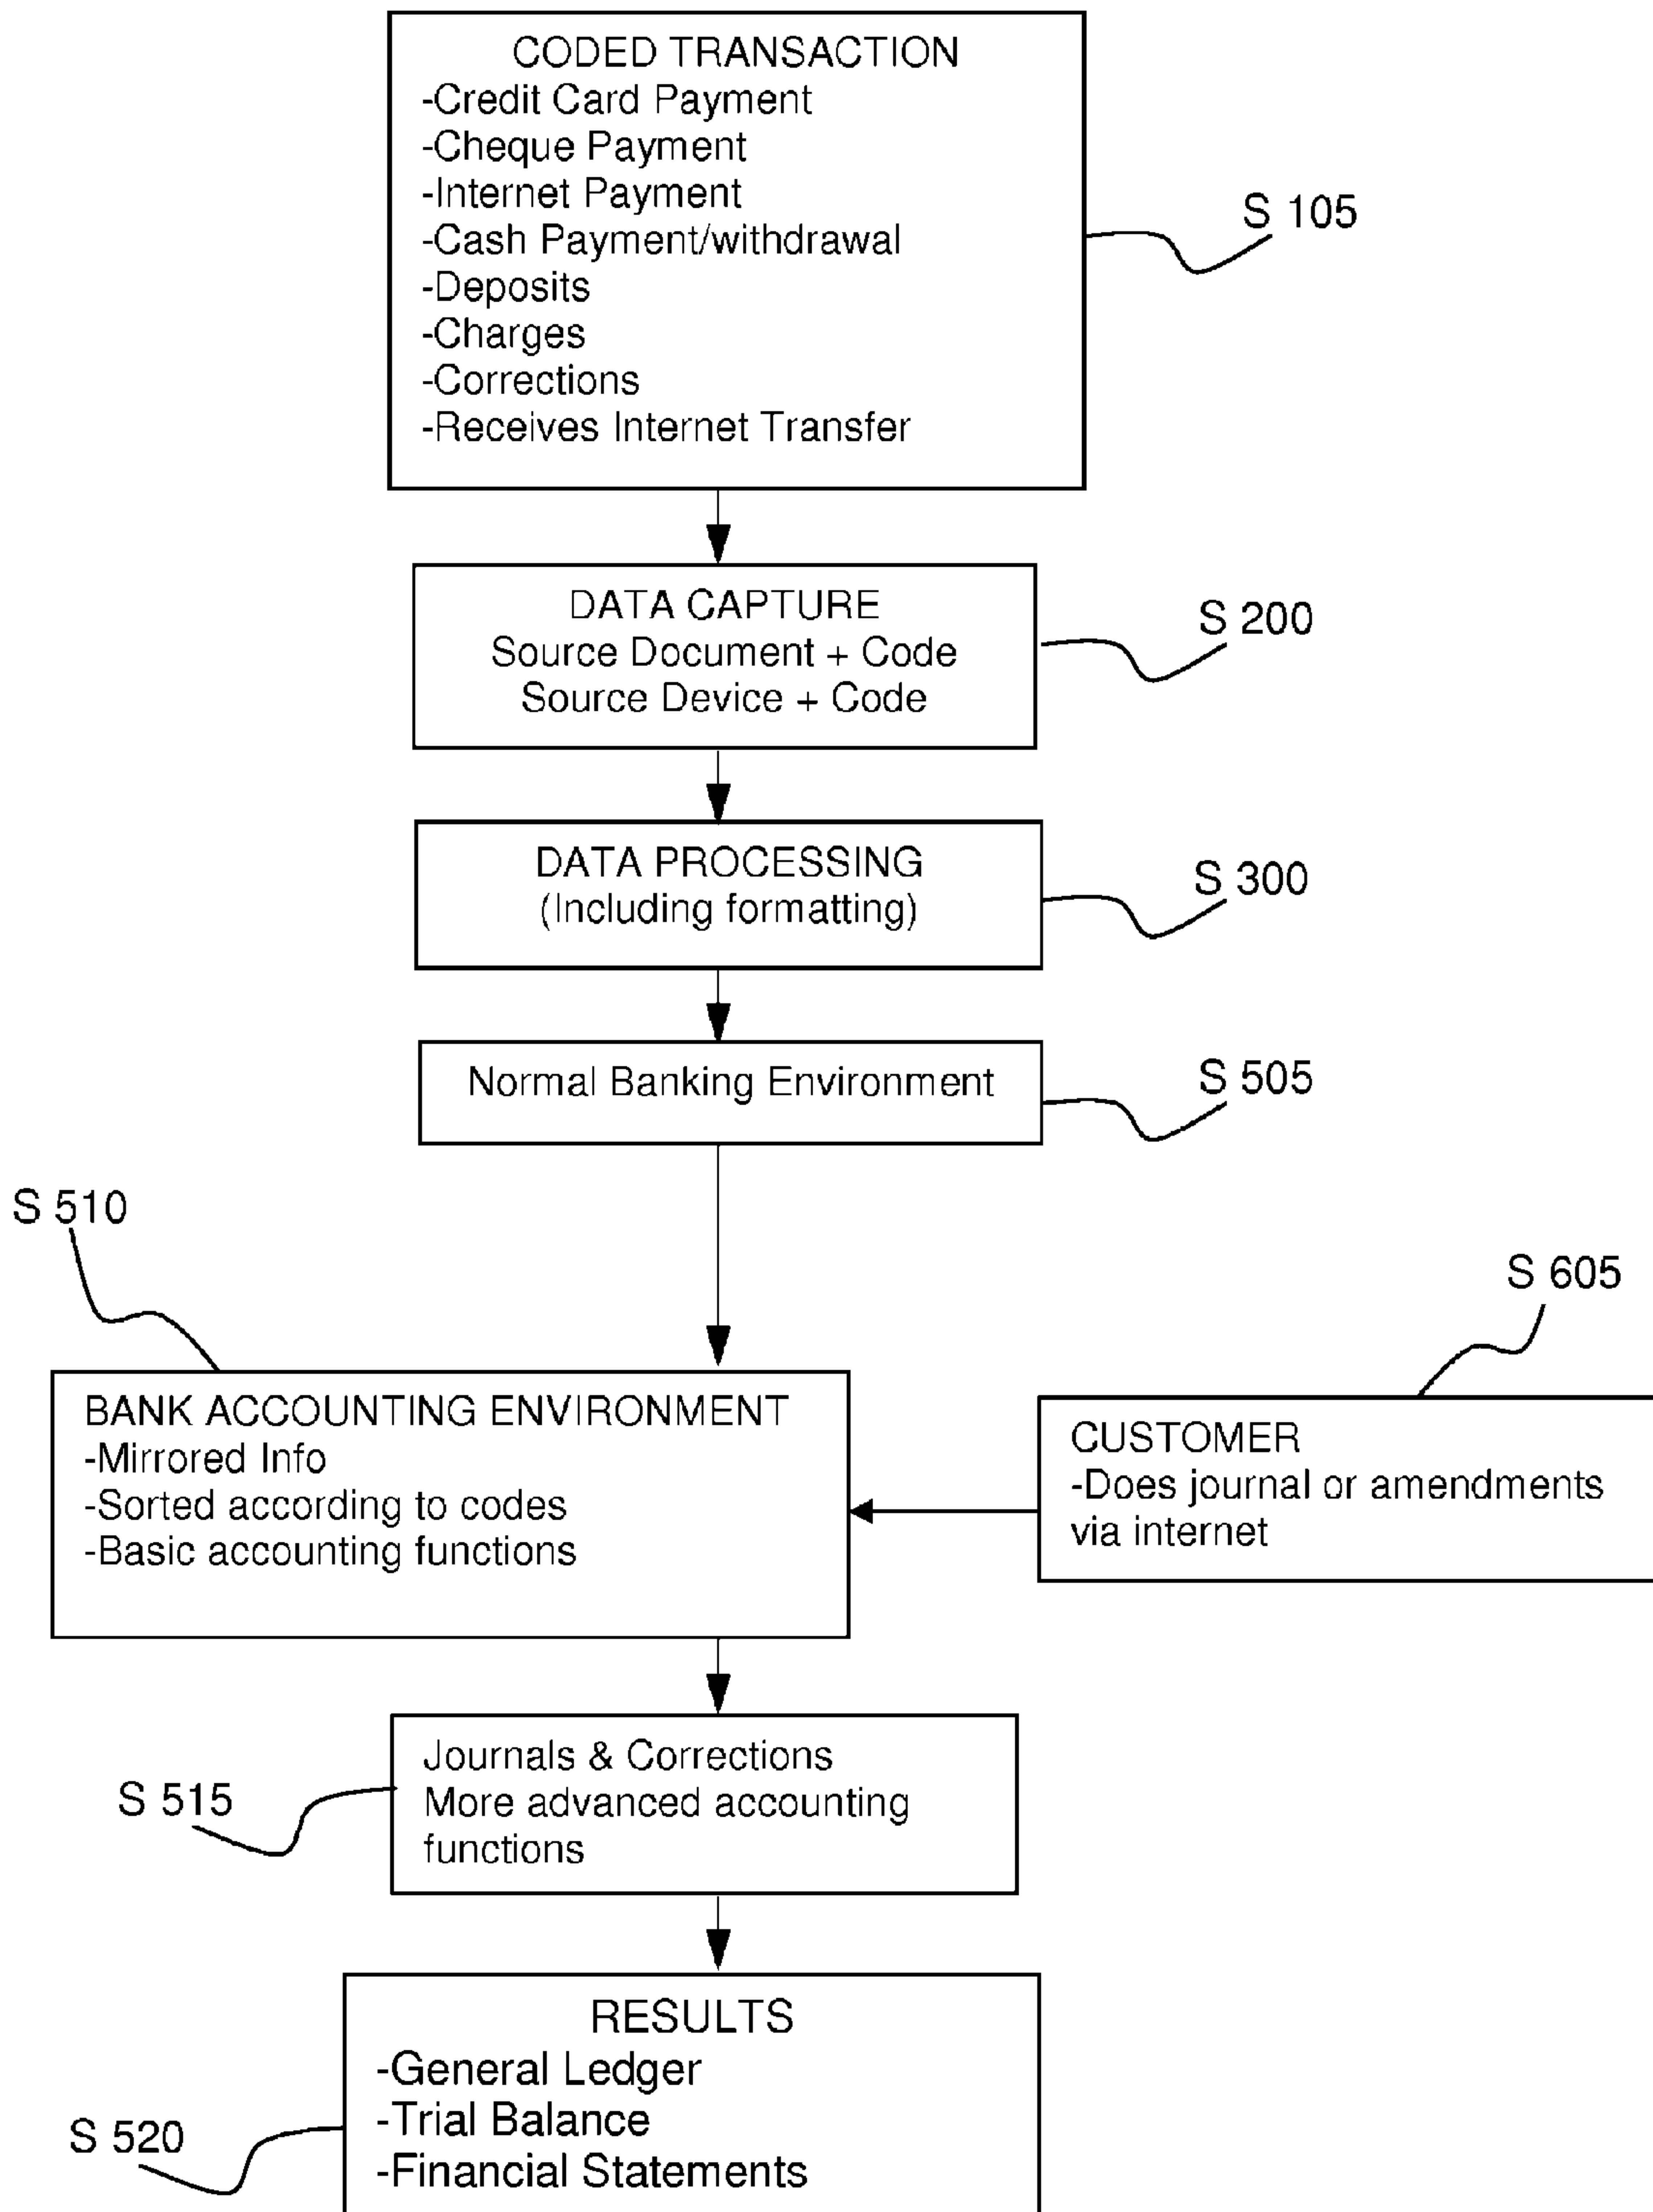 CODED TRANSACTION
-Credit Card Payment
-Cheque Payment
-Internet Payment
-Cash Payment/withdrawal
-Deposits
-Charges
-Corrections
-Receives Internet Transfer
S 105
DATA CAPTURE
Source Document + Code
Source Device + Code
S 200
DATA PROCESSING
(Including formatting)
S 300
Normal Banking Environment
S 505
S 510
BANK ACCOUNTING ENVIRONMENT
-Mirrored Info
-Sorted according to codes
-Basic accounting functions
S 605
CUSTOMER
-Does journal or amendments
via internet
Journals & Corrections
More advanced accounting
functions
S 515
RESULTS
-General Ledger
-Trial Balance
-Financial Statements
S 520